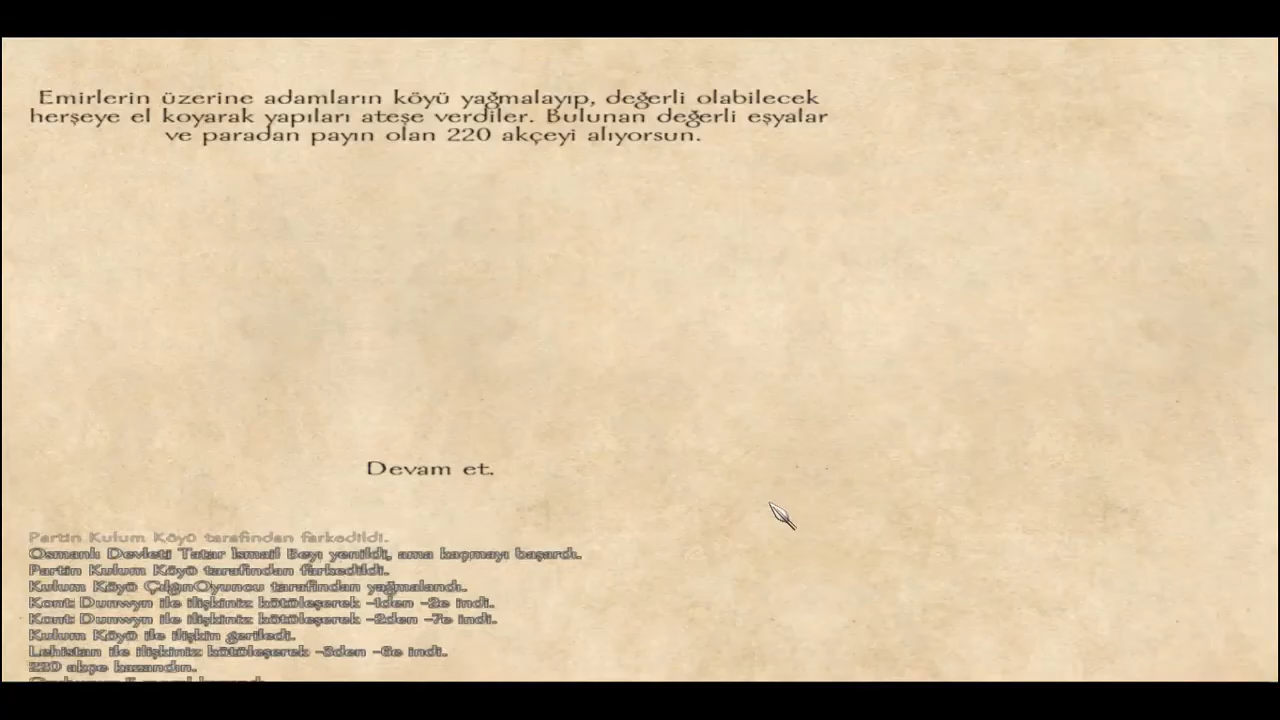 Emirlerin üzerine adamların köyü yağmalayıp, değerli olabilecek
herşeye el koyarak yapıları ateşe verdiler. Bulunan değerli eşyalar
ve paradan payın olan 220 akçeyi alıyorsun.
Devam et.
Partin Kulum Köyü tarafından farkedildi.
Osmanlı Devleti Tatar İsmail Beyi yenildi, ama kaçmayı başardı.
Partin Kulum Köyü tarafından farkedildi.
Kulum Köyü ÇılgınOyuncu tarafından yağmalandı.
Kont Dunwyn ile ilişkiniz kötüleşerek -1den -2e indi.
Kont Dunwyn ile ilişkiniz kötüleşerek -2den -7e indi.
Kulum Köyü ile ilişkin geriledi.
Lehistan ile ilişkiniz kötüleşerek -3den -6e indi.
220 akçe kazandın.